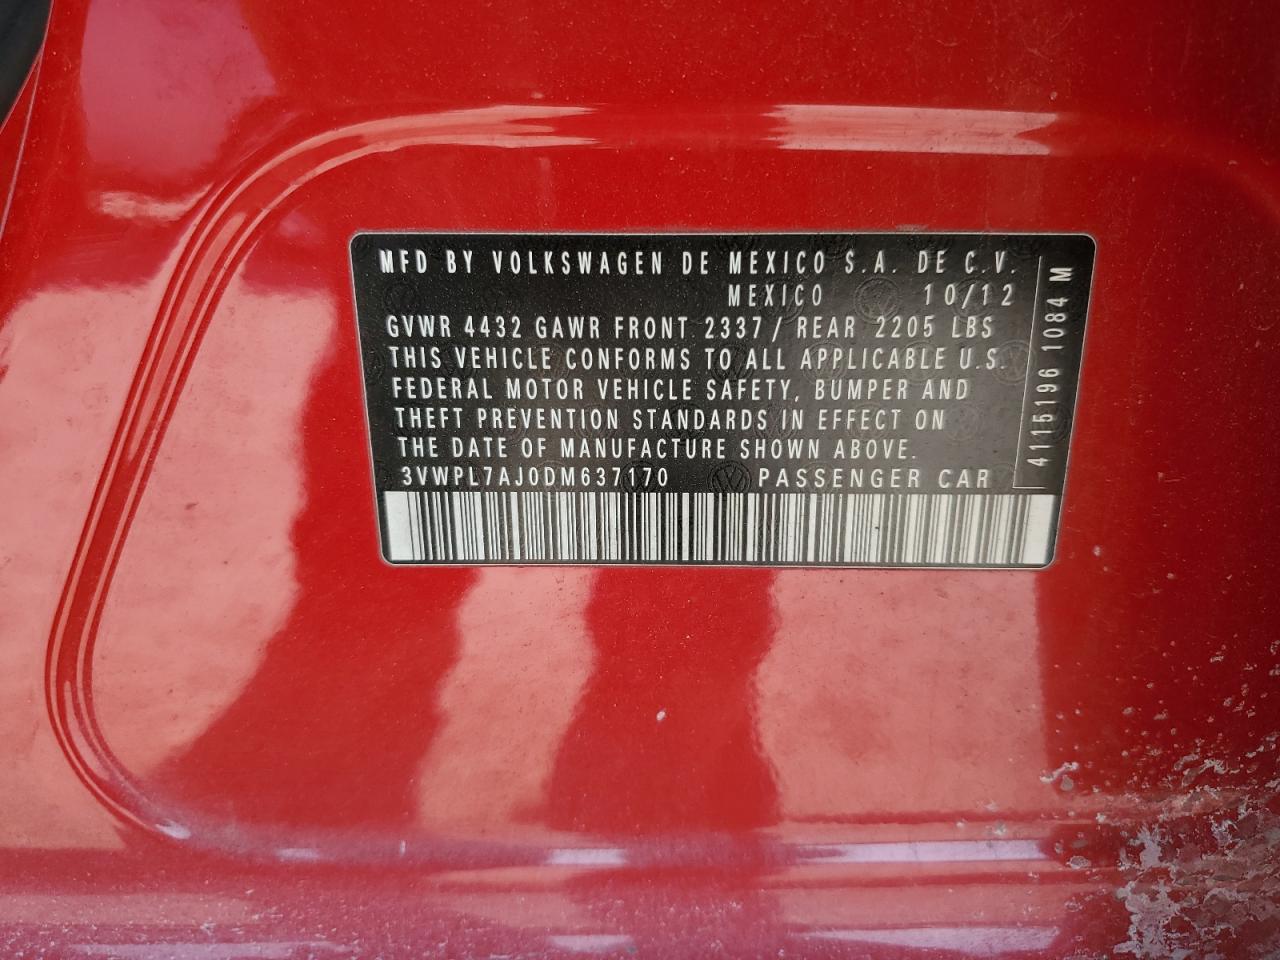 MFD BY VOLKSWAGEN DE MEXICO S.A. DE C.V.
MEXICO 10/12
GVWR 4432 GAWR FRONT 2337 / REAR 2205 LBS
THIS VEHICLE CONFORMS TO ALL APPLICABLE U.S.
FEDERAL MOTOR VEHICLE SAFETY, BUMPER AND
THEFT PREVENTION STANDARDS IN EFFECT ON
THE DATE OF MANUFACTURE SHOWN ABOVE.
3VWPL7AJ0DM637170 PASSENGER CAR
4115196 1084 M